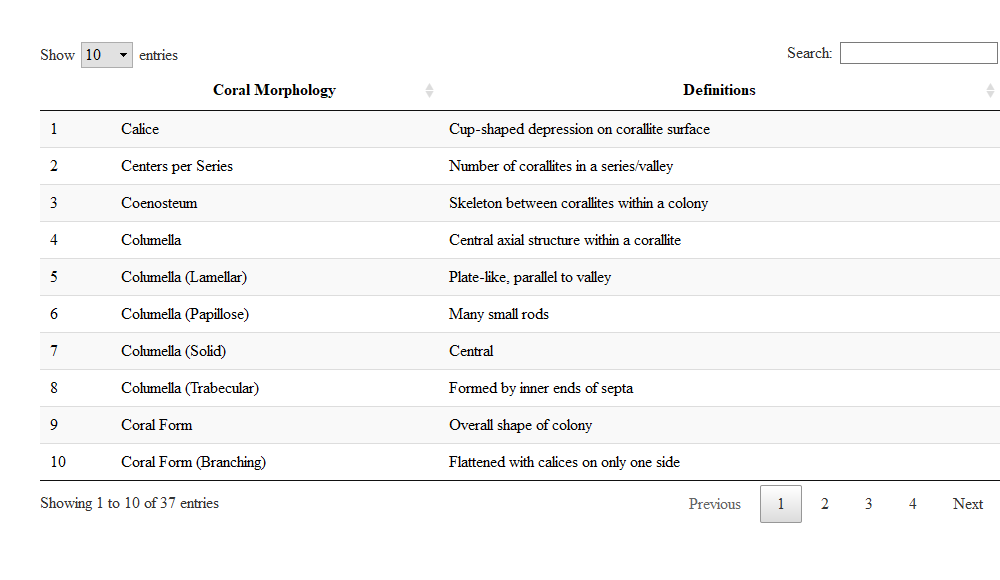 Show 10 entries Search:
Coral Morphology Definitions
1 Calice Cup-shaped depression on corallite surface
2 Centers per Series Number of corallites in a series/valley
3 Coenosteum Skeleton between corallites within a colony
4 Columella Central axial structure within a corallite
5 Columella (Lamellar) Plate-like, parallel to valley
6 Columella (Papillose) Many small rods
7 Columella (Solid) Central
8 Columella (Trabecular) Formed by inner ends of septa
9 Coral Form Overall shape of colony
10 Coral Form (Branching) Flattened with calices on only one side
Showing 1 to 10 of 37 entries Previous 1 2 3 4 Next